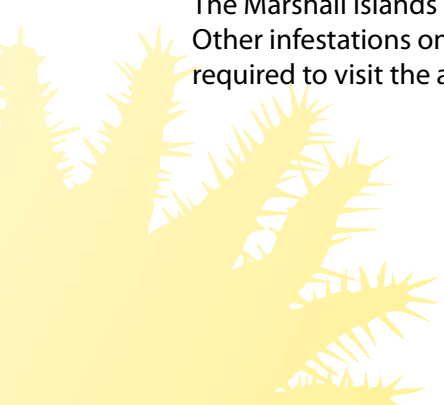 The Marshall Islands
Other infestations on
required to visit the a